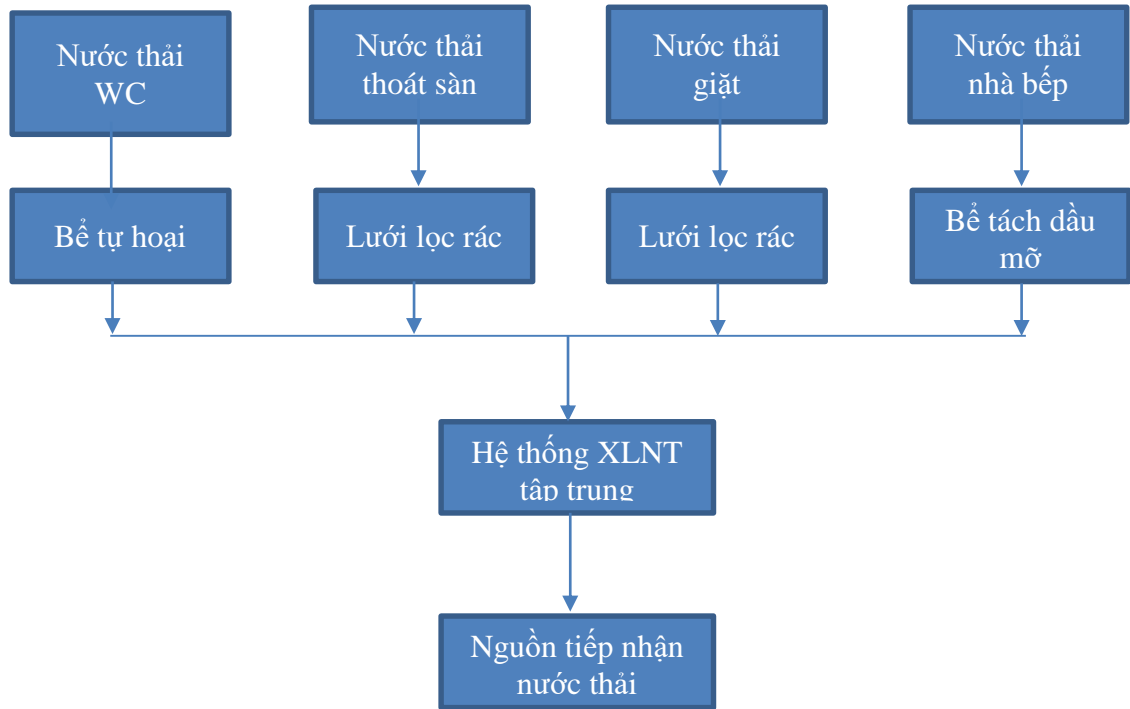 Nước thải
WC
Nước thải
thoát sàn
Nước thải
giặt
Nước thải
nhà bếp
Bể tự hoại
Lưới lọc rác
Lưới lọc rác
Bể tách dầu
mỡ
Hệ thống XLNT
tập trung
Nguồn tiếp nhận
nước thải